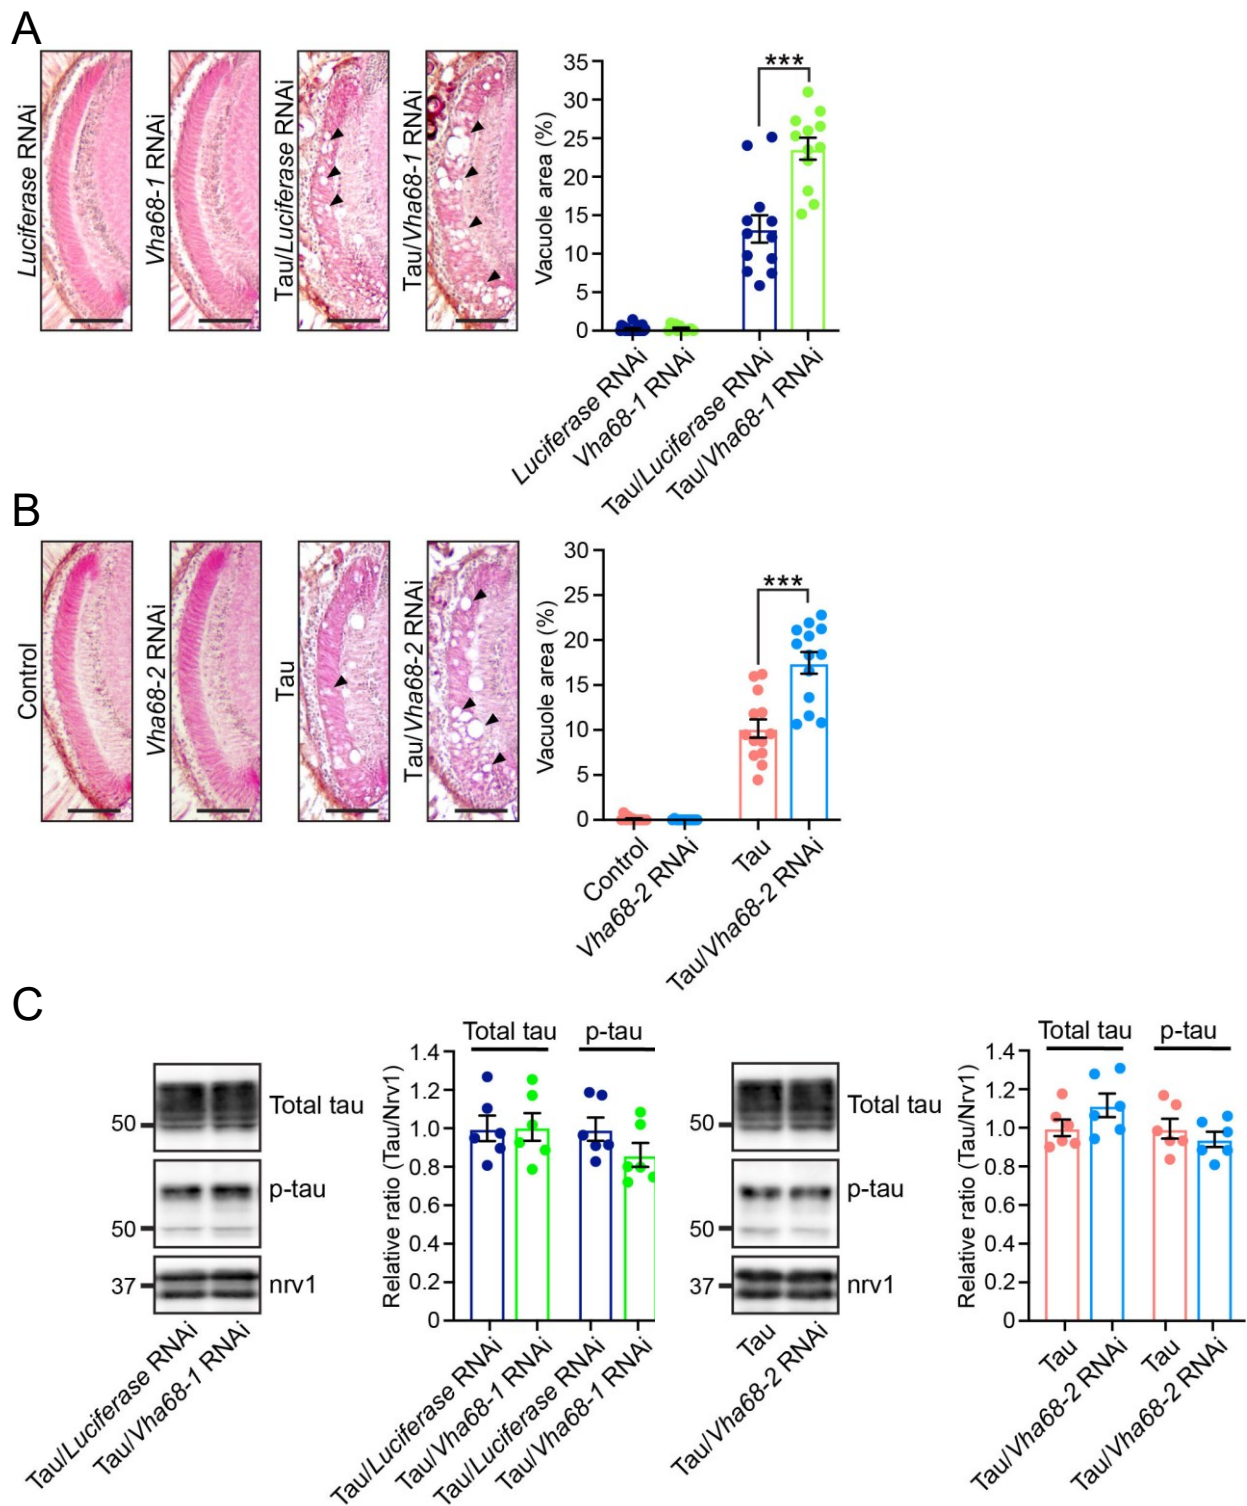 A
Luciferase RNAi
Vha68-1 RNAi
Tau/Luciferase RNAi
Tau/Vha68-1 RNAi
Vacuole area (%)
35
30
25
20
15
10
5
0
***
Luciferase RNAi
Vha68-1 RNAi
Tau/Luciferase RNAi
Tau/Vha68-1 RNAi
B
Control
Vha68-2 RNAi
Tau
Tau/Vha68-2 RNAi
Vacuole area (%)
30
25
20
15
10
5
0
***
Control
Vha68-2 RNAi
Tau
Tau/Vha68-2 RNAi
C
50
Total tau
50
p-tau
37
nrv1
Tau/Luciferase RNAi
Tau/Vha68-1 RNAi
Total tau
p-tau
Relative ratio (Tau/Nrv1)
1.4
1.2
1.0
0.8
0.6
0.4
0.2
0
Tau/Luciferase RNAi
Tau/Vha68-1 RNAi
Tau/Luciferase RNAi
Tau/Vha68-1 RNAi
50
Total tau
50
p-tau
37
nrv1
Tau
Tau/Vha68-2 RNAi
Total tau
p-tau
Relative ratio (Tau/Nrv1)
1.4
1.2
1.0
0.8
0.6
0.4
0.2
0
Tau
Tau/Vha68-2 RNAi
Tau
Tau/Vha68-2 RNAi